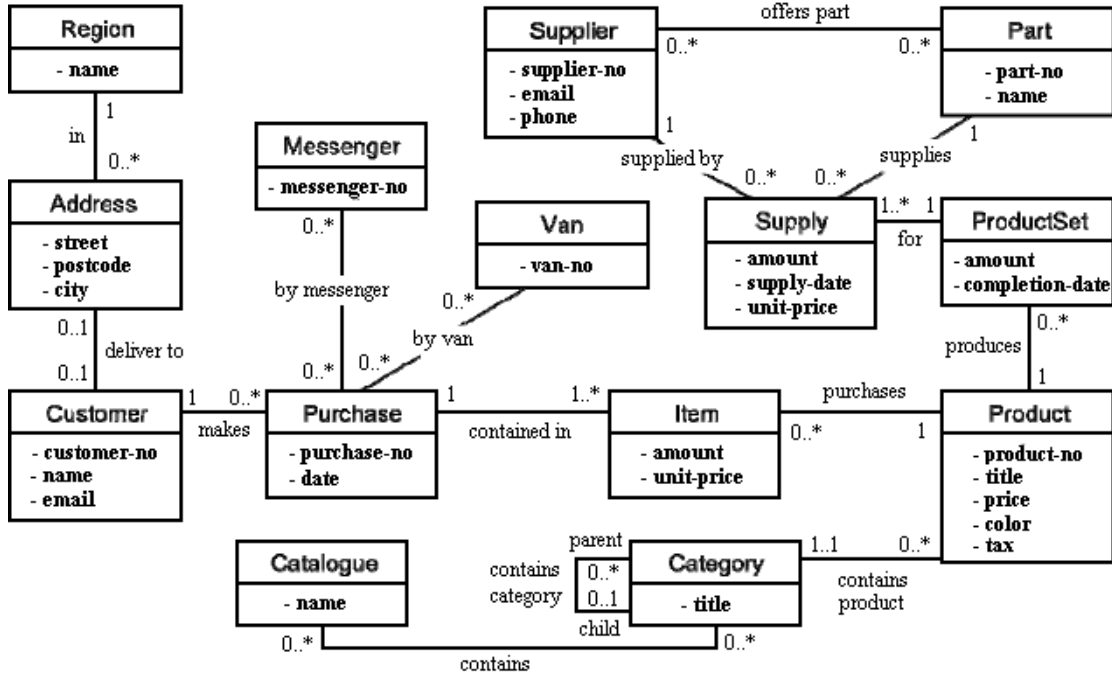 Region
- name
1
in
0..*
Address
- street
- postcode
- city
0..1
deliver to
0..1
Customer
- customer-no
- name
- email
1
0..*
makes
Messenger
- messenger-no
0..*
by messenger
0..*
Van
- van-no
0..*
by van
0..*
Purchase
- purchase-no
- date
1
1..*
contained in
Item
- amount
- unit-price
purchases
0..*
1
Supplier
- supplier-no
- email
- phone
offers part
0..*
0..*
Part
- part-no
- name
1
supplied by
0..*
1
supplies
0..*
Supply
- amount
- supply-date
- unit-price
1..*
1
for
ProductSet
- amount
- completion-date
0..*
produces
1
Product
- product-no
- title
- price
- color
- tax
Catalogue
- name
0..*
contains
0..*
parent
contains
category
0..*
0..1
child
Category
- title
1..1
0..*
contains
product